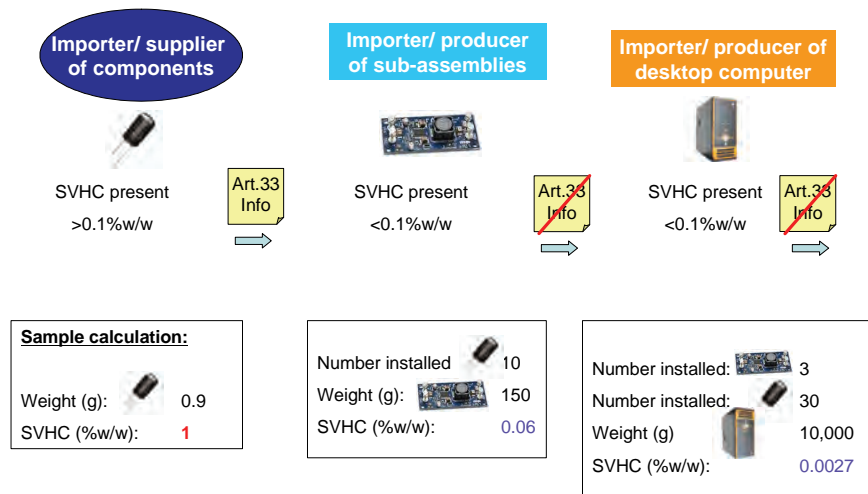 Importer/ supplier
of components
Importer/ producer
of sub-assemblies
Importer/ producer of
desktop computer
SVHC present
>0.1%w/w
Art.33
Info
SVHC present
<0.1%w/w
Art.33
Info
SVHC present
<0.1%w/w
Art.33
Info
Sample calculation:
Weight (g): 0.9
SVHC (%w/w): 1
Number installed 10
Weight (g): 150
SVHC (%w/w): 0.06
Number installed: 3
Number installed: 30
Weight (g) 10,000
SVHC (%w/w): 0.0027